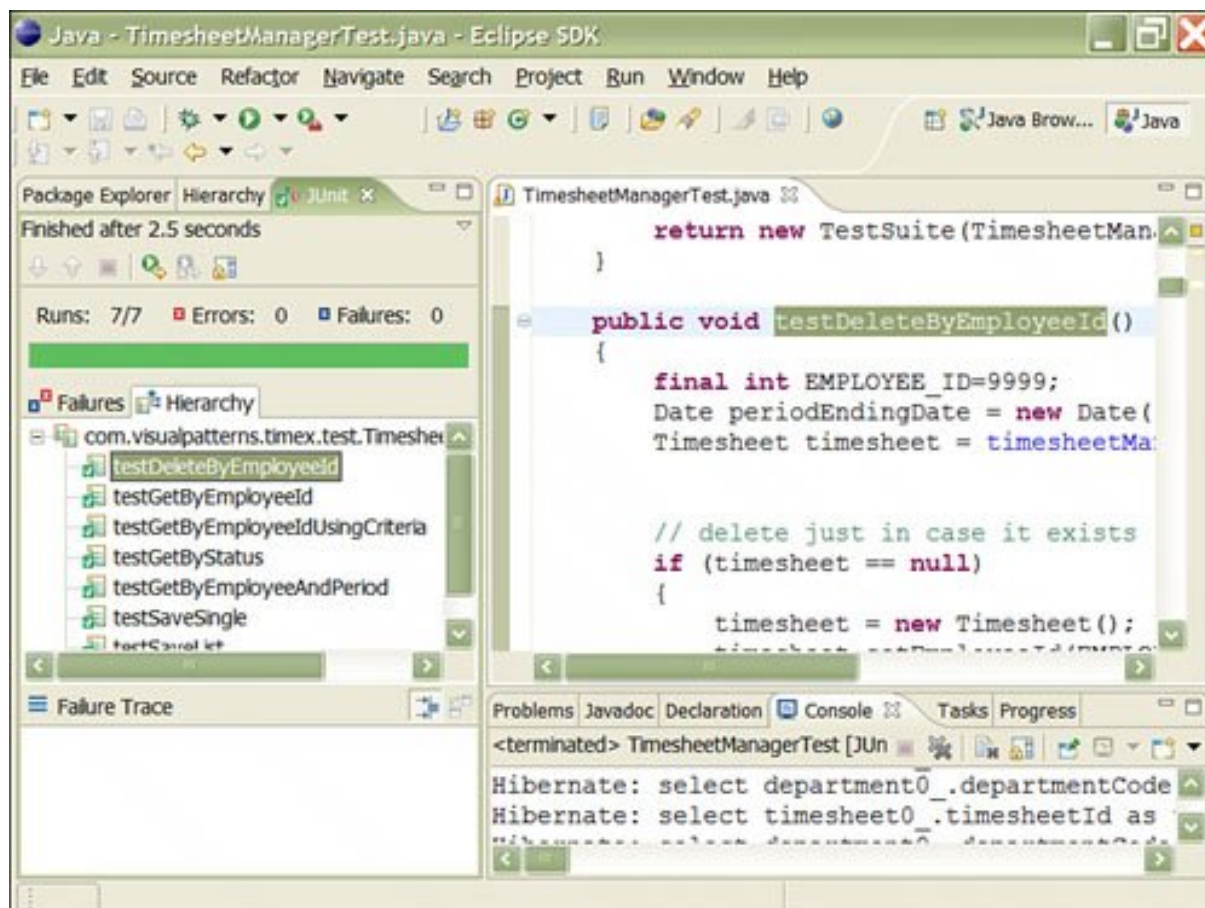 Java - TimesheetManagerTest.java - Eclipse SDK
File Edit Source Refactor Navigate Search Project Run Window Help
Java Brow... Java
Package Explorer Hierarchy JUnit
Finished after 2.5 seconds
Runs: 7/7 Errors: 0 Failures: 0
Failures Hierarchy
com.visualpatterns.timex.test.Timeshee
testDeleteByEmployeeId
testGetByEmployeeId
testGetByEmployeeIdUsingCriteria
testGetByStatus
testGetByEmployeeAndPeriod
testSaveSingle
testSaveList
Failure Trace
TimesheetManagerTest.java
return new TestSuite(TimesheetMan
}
public void testDeleteByEmployeeId()
{
final int EMPLOYEE_ID=9999;
Date periodEndingDate = new Date(
Timesheet timesheet = timesheetMa
// delete just in case it exists
if (timesheet == null)
{
timesheet = new Timesheet();
Problems Javadoc Declaration Console Tasks Progress
<terminated> TimesheetManagerTest [JUn
Hibernate: select department0_.departmentCode
Hibernate: select timesheet0_.timesheetId as